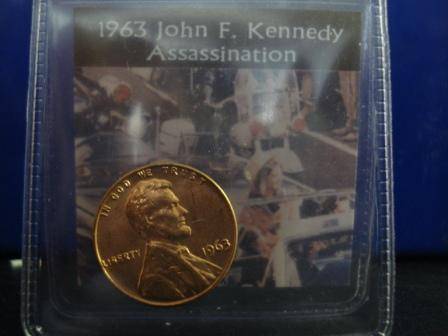 1963 John F. Kennedy
Assassination
IN GOD WE TRUST
LIBERTY
1963